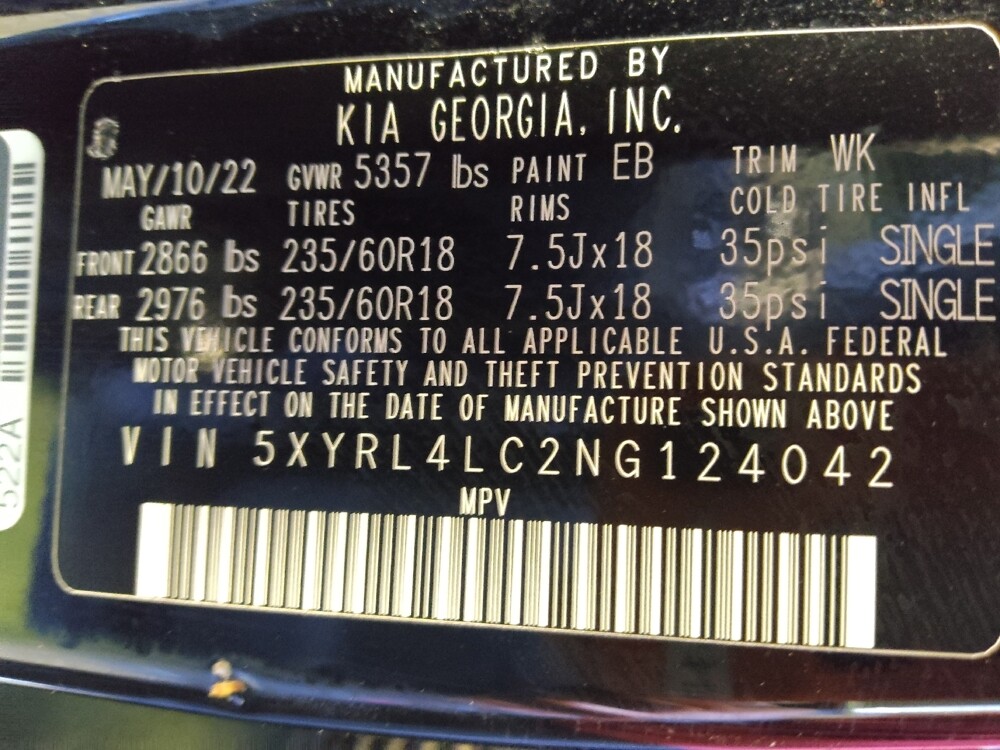 MANUFACTURED BY
KIA GEORGIA, INC.
MAY/10/22 GVWR 5357 lbs PAINT EB TRIM WK
GAWR TIRES RIMS COLD TIRE INFL
FRONT 2866 lbs 235/60R18 7.5Jx18 35psi SINGLE
REAR 2976 lbs 235/60R18 7.5Jx18 35psi SINGLE
THIS VEHICLE CONFORMS TO ALL APPLICABLE U.S.A. FEDERAL
MOTOR VEHICLE SAFETY AND THEFT PREVENTION STANDARDS
IN EFFECT ON THE DATE OF MANUFACTURE SHOWN ABOVE
VIN 5XYRL4LC2NG124042
MPV
522A